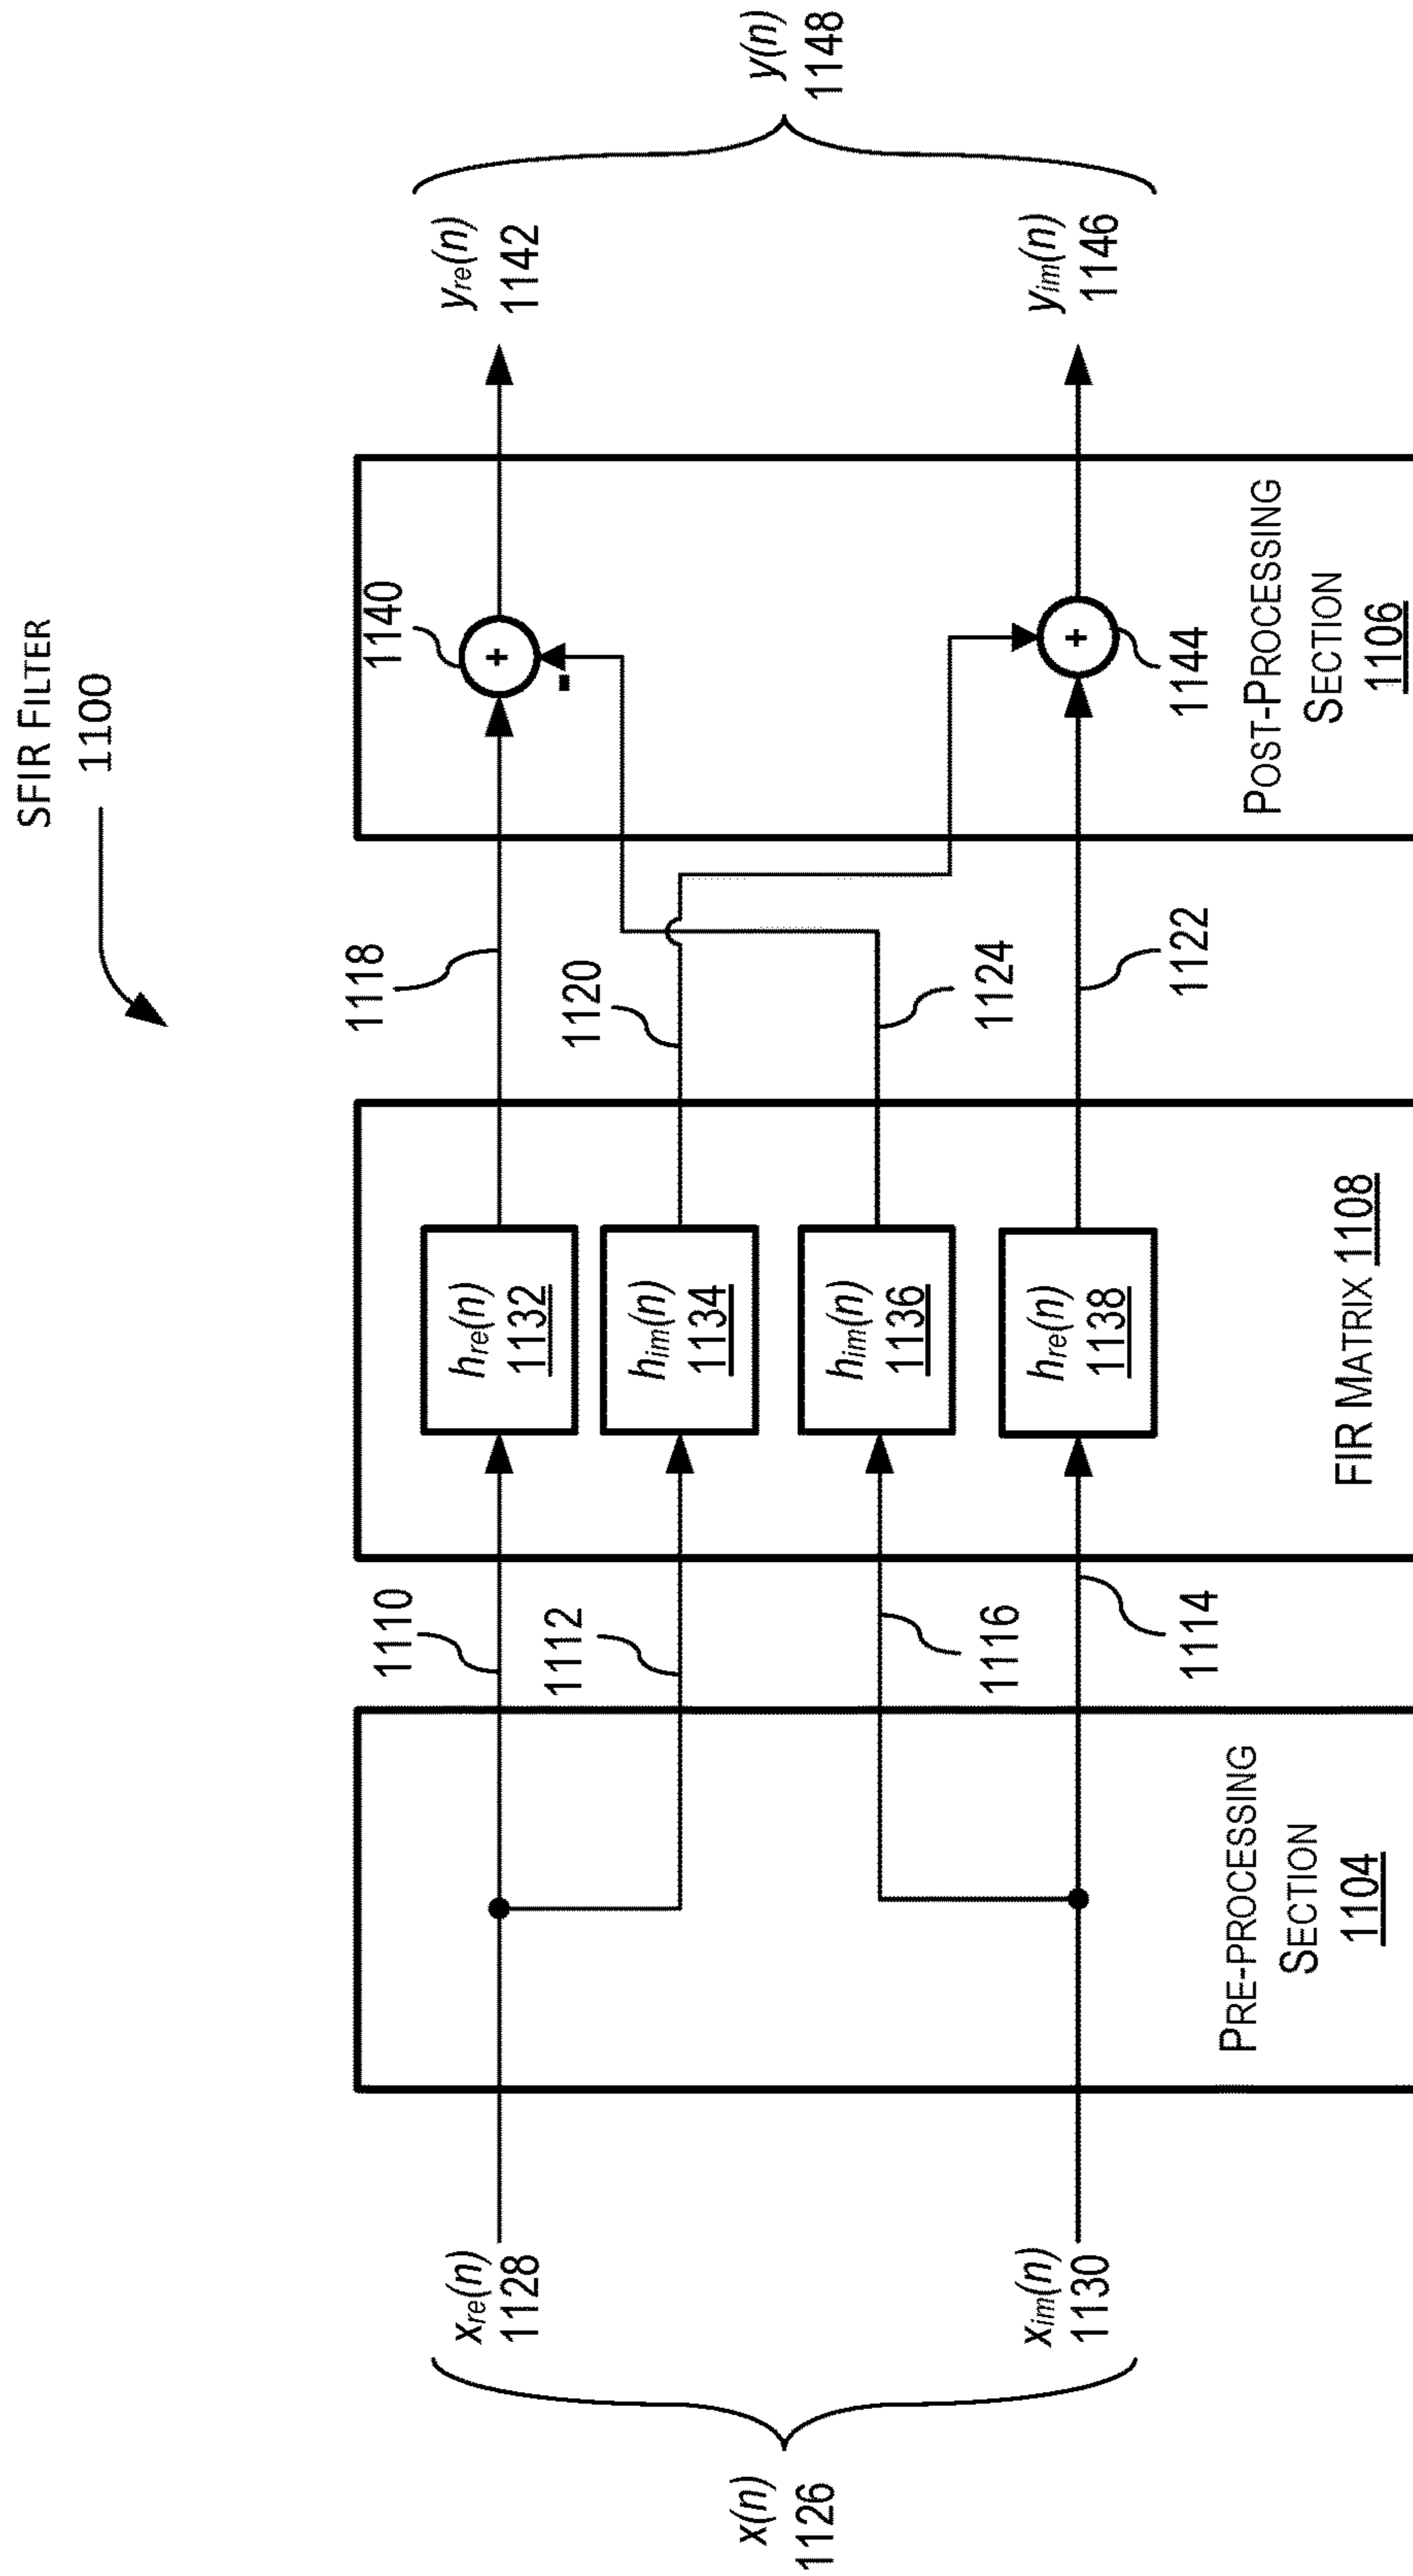 SFIR FILTER
1100
x(n)
1126
xre(n)
1128
xim(n)
1130
PRE-PROCESSING
SECTION
1104
1110
1112
1116
1114
hre(n)
1132
him(n)
1134
him(n)
1136
hre(n)
1138
FIR MATRIX 1108
1118
1120
1124
1122
1140
+
-
+
1144
POST-PROCESSING
SECTION
1106
yre(n)
1142
yim(n)
1146
y(n)
1148